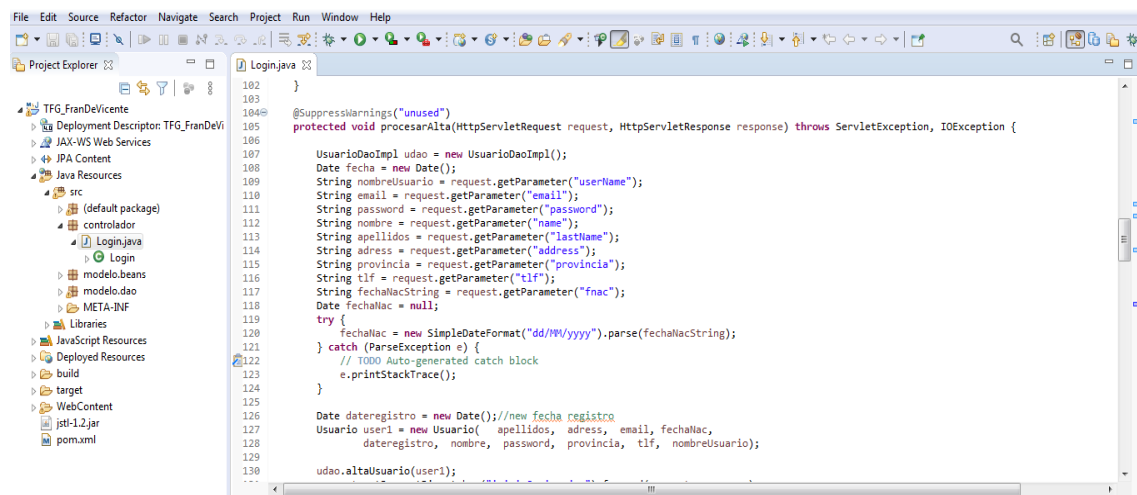 File Edit Source Refactor Navigate Search Project Run Window Help
Project Explorer
Login.java
TFG_FranDeVicente
Deployment Descriptor: TFG_FranDeVi
JAX-WS Web Services
JPA Content
Java Resources
src
(default package)
controlador
Login.java
Login
modelo.beans
modelo.dao
META-INF
Libraries
JavaScript Resources
Deployed Resources
build
target
WebContent
jstl-1.2.jar
pom.xml
102 }
103
104 @SuppressWarnings("unused")
105 protected void procesarAlta(HttpServletRequest request, HttpServletResponse response) throws ServletException, IOException {
106
107 UsuarioDaoImpl udao = new UsuarioDaoImpl();
108 Date fecha = new Date();
109 String nombreUsuario = request.getParameter("userName");
110 String email = request.getParameter("email");
111 String password = request.getParameter("password");
112 String nombre = request.getParameter("name");
113 String apellidos = request.getParameter("lastName");
114 String adress = request.getParameter("address");
115 String provincia = request.getParameter("provincia");
116 String tlf = request.getParameter("tlf");
117 String fechaNacString = request.getParameter("fnac");
118 Date fechaNac = null;
119 try {
120 fechaNac = new SimpleDateFormat("dd/MM/yyyy").parse(fechaNacString);
121 } catch (ParseException e) {
122 // TODO Auto-generated catch block
123 e.printStackTrace();
124 }
125
126 Date dateregistro = new Date();//new fecha registro
127 Usuario user1 = new Usuario( apellidos, adress, email, fechaNac,
128 dateregistro, nombre, password, provincia, tlf, nombreUsuario);
129
130 udao.altaUsuario(user1);